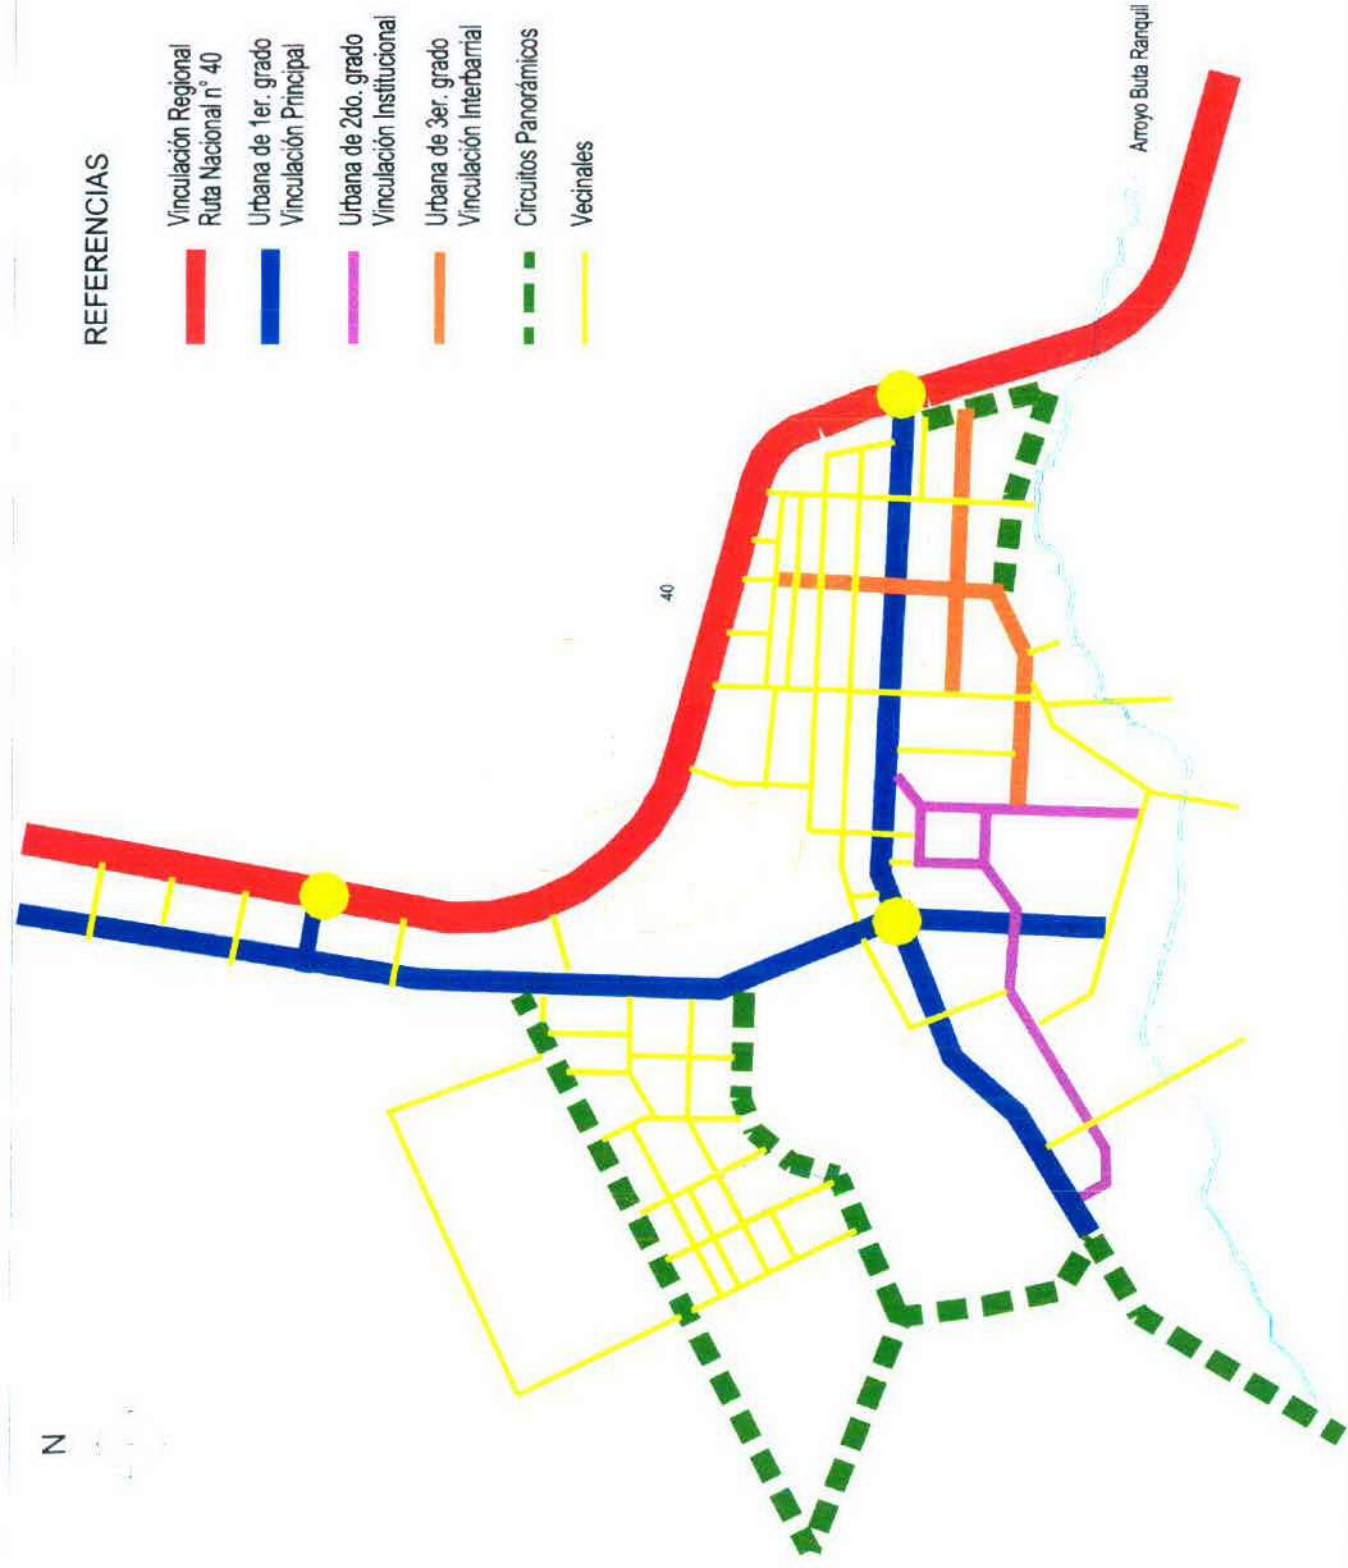 REFERENCIAS
Vinculación Regional
Ruta Nacional n° 40
Urbana de 1er. grado
Vinculación Principal
Urbana de 2do. grado
Vinculación Institucional
Urbana de 3er. grado
Vinculación Interbarrial
Circuitos Panorámicos
Vecinales
N
40
Arroyo Buta Ranquil